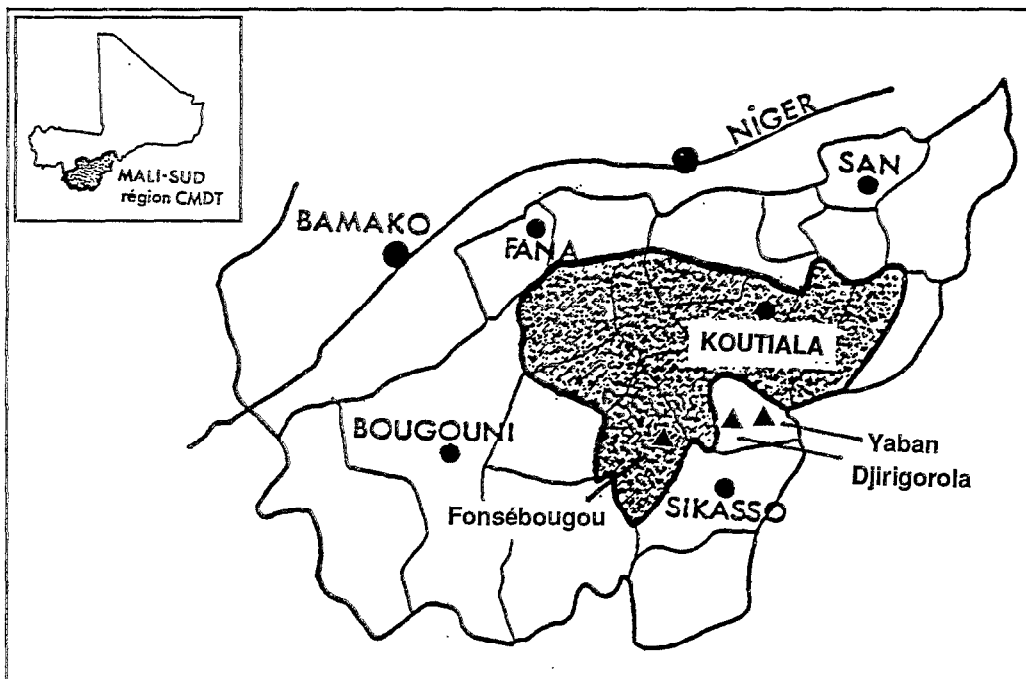 MALI-SUD
région CMDT
NiGER
SAN
BAMAKO
FANA
KOUTIALA
BOUGOUNI
Yaban
Djirigorola
Fonsébougou
SIKASSO